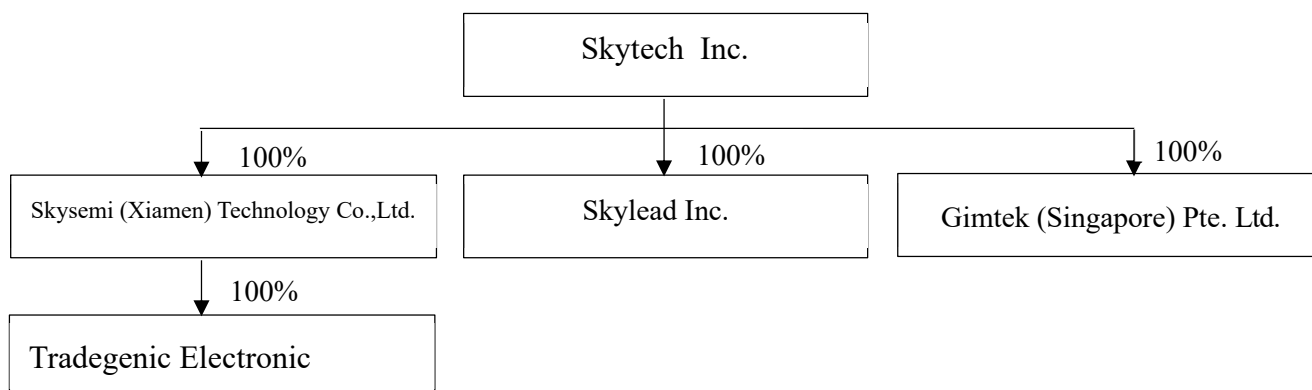 Skytech Inc.
100%
100%
100%
Skysemi (Xiamen) Technology Co.,Ltd.
Skylead Inc.
Gimtek (Singapore) Pte. Ltd.
100%
Tradegenic Electronic